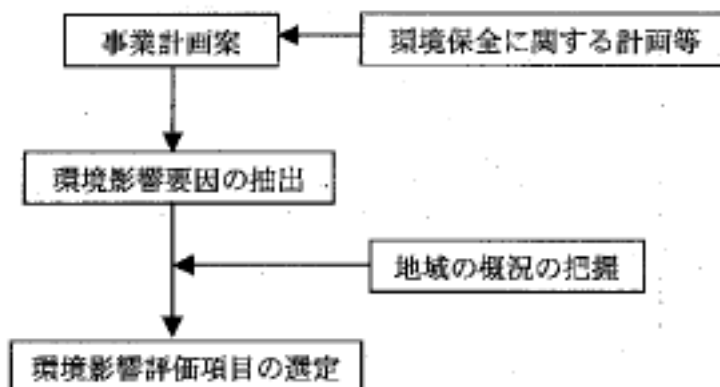 事業計画案
環境保全に関する計画等
環境影響要因の抽出
地域の概況の把握
環境影響評価項目の選定